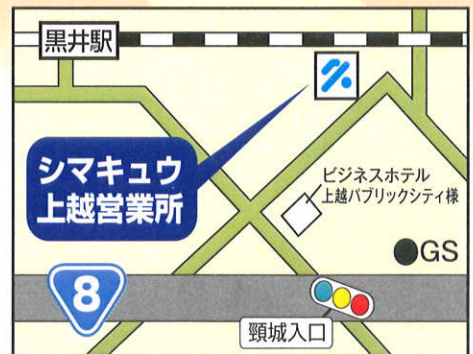 黒井駅
シマキュウ
上越営業所
ビジネスホテル
上越パブリックシティ様
GS
8
頸城入口